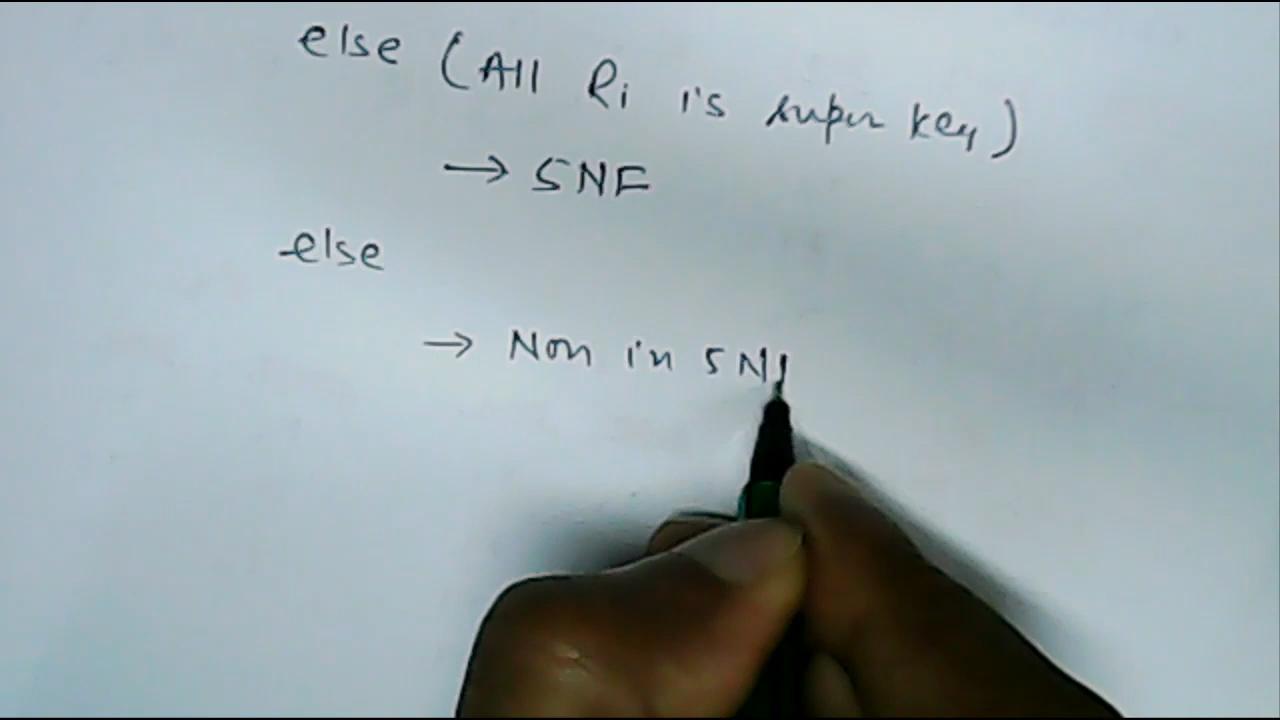 else (All Ri is super key)
→ 5NF
else
→ Non in 5N